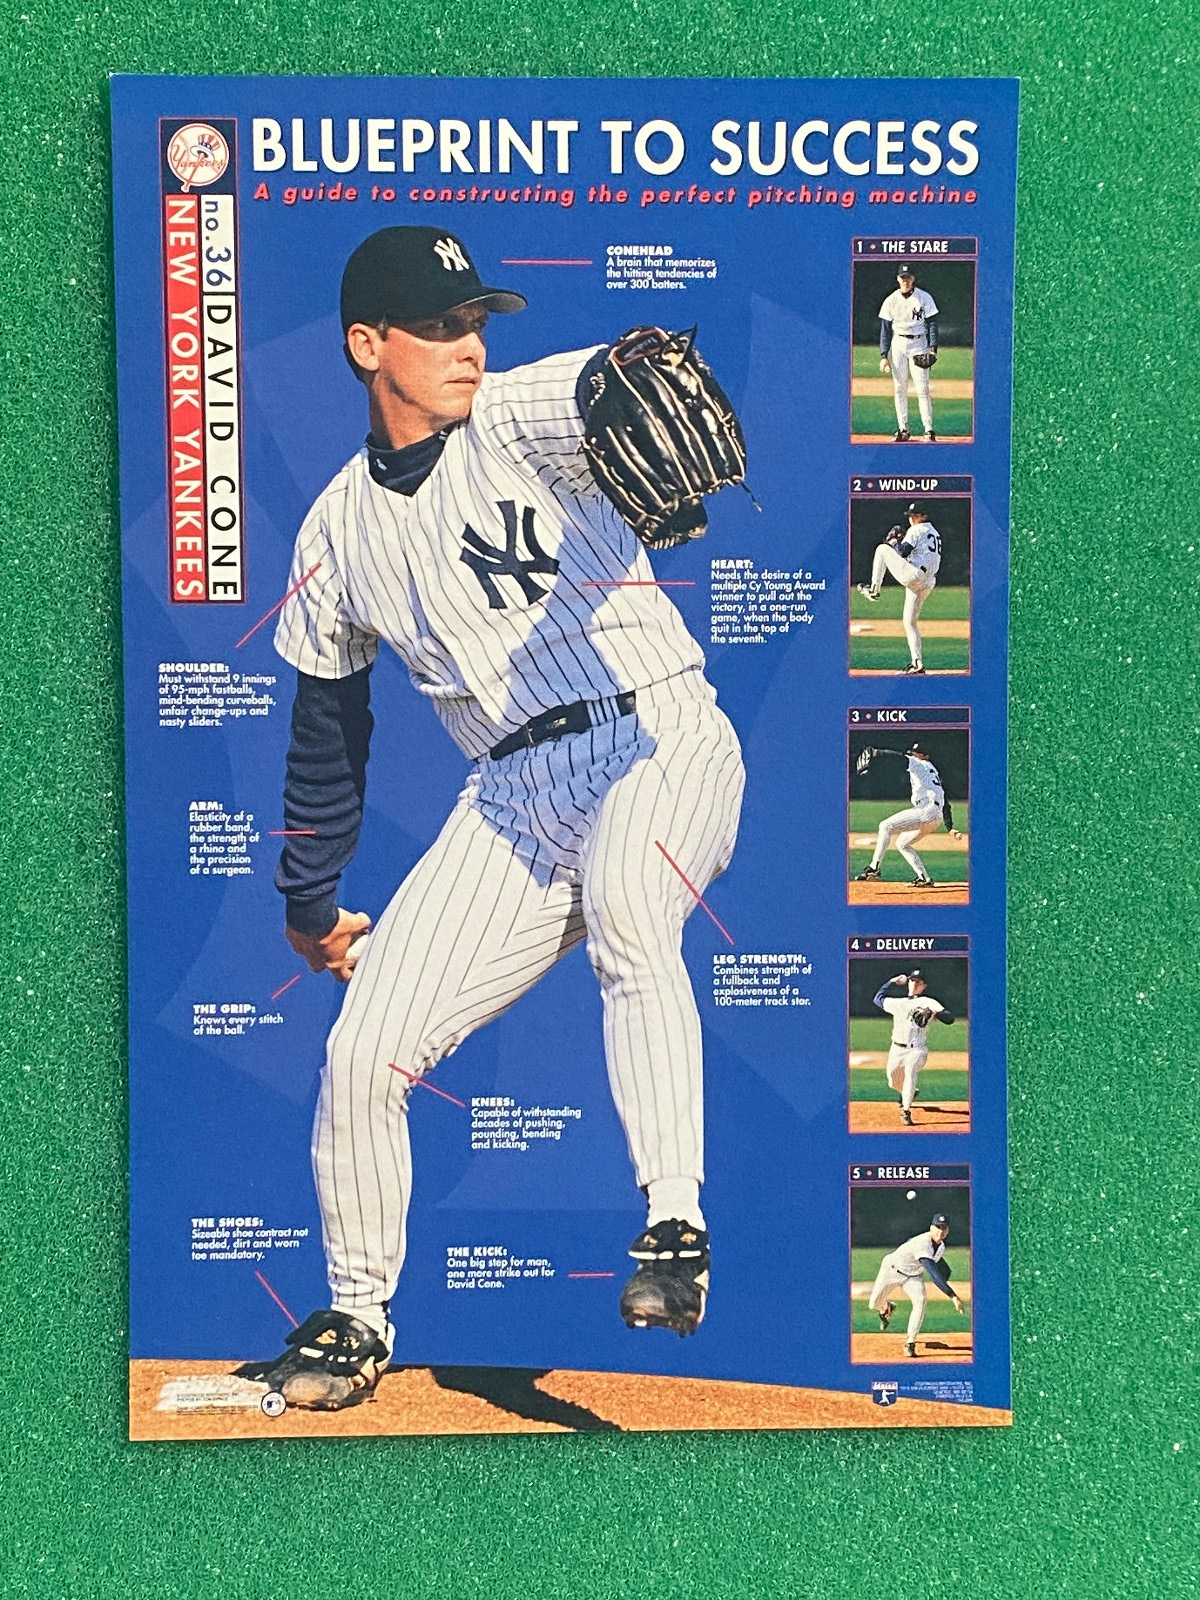 BLUEPRINT TO SUCCESS
A guide to constructing the perfect pitching machine
Yankees
no.36 DAVID CONE
NEW YORK YANKEES
CONEHEAD
A brain that memorizes
the hitting tendencies of
over 300 batters.
HEART:
Needs the desire of a
multiple Cy Young Award
winner to pull out the
victory, in a one-run
game, when the body
quit in the top of
the seventh.
SHOULDER:
Must withstand 9 innings
of 95-mph fastballs,
mind-bending curveballs,
unfair change-ups and
nasty sliders.
ARM:
Elasticity of a
rubber band,
the strength of
a rhino and
the precision
of a surgeon.
LEG STRENGTH:
Combines strength of
a fullback and
explosiveness of a
100-meter track star.
THE GRIP:
Knows every stitch
of the ball.
KNEES:
Capable of withstanding
decades of pushing,
pounding, bending
and kicking.
THE SHOES:
Sizeable shoe contract not
needed, dirt and worn
toe mandatory.
THE KICK:
One big step for man,
one more strike out for
David Cone.
1 • THE STARE
2 • WIND-UP
3 • KICK
4 • DELIVERY
5 • RELEASE
NY
NY